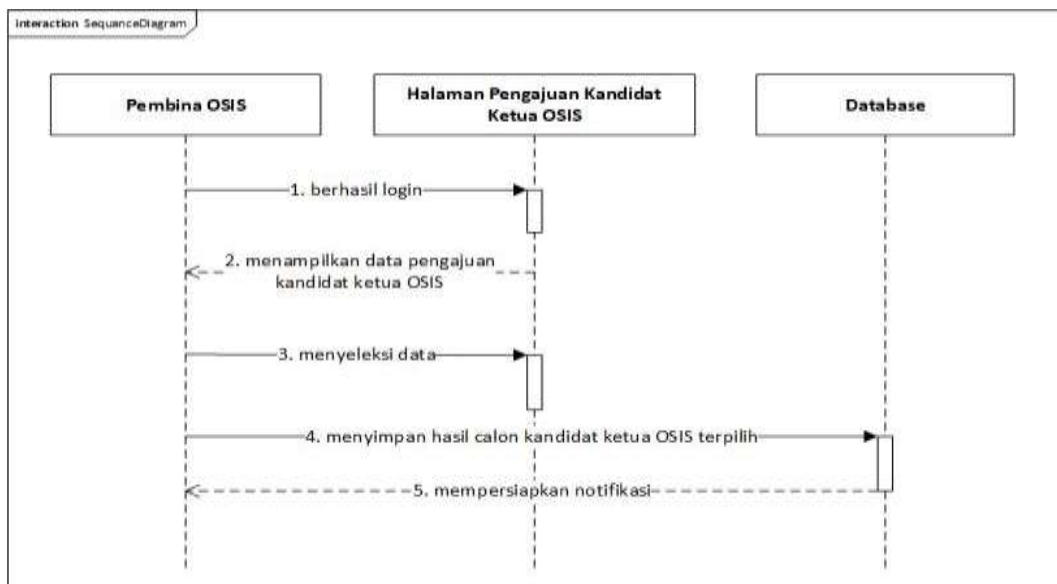 interaction SequanceDiagram
Pembina OSIS
Halaman Pengajuan Kandidat
Ketua OSIS
Database
1. berhasil login
2. menampilkan data pengajuan
kandidat ketua OSIS
3. menyeleksi data
4. menyimpan hasil calon kandidat ketua OSIS terpilih
5. mempersiapkan notifikasi